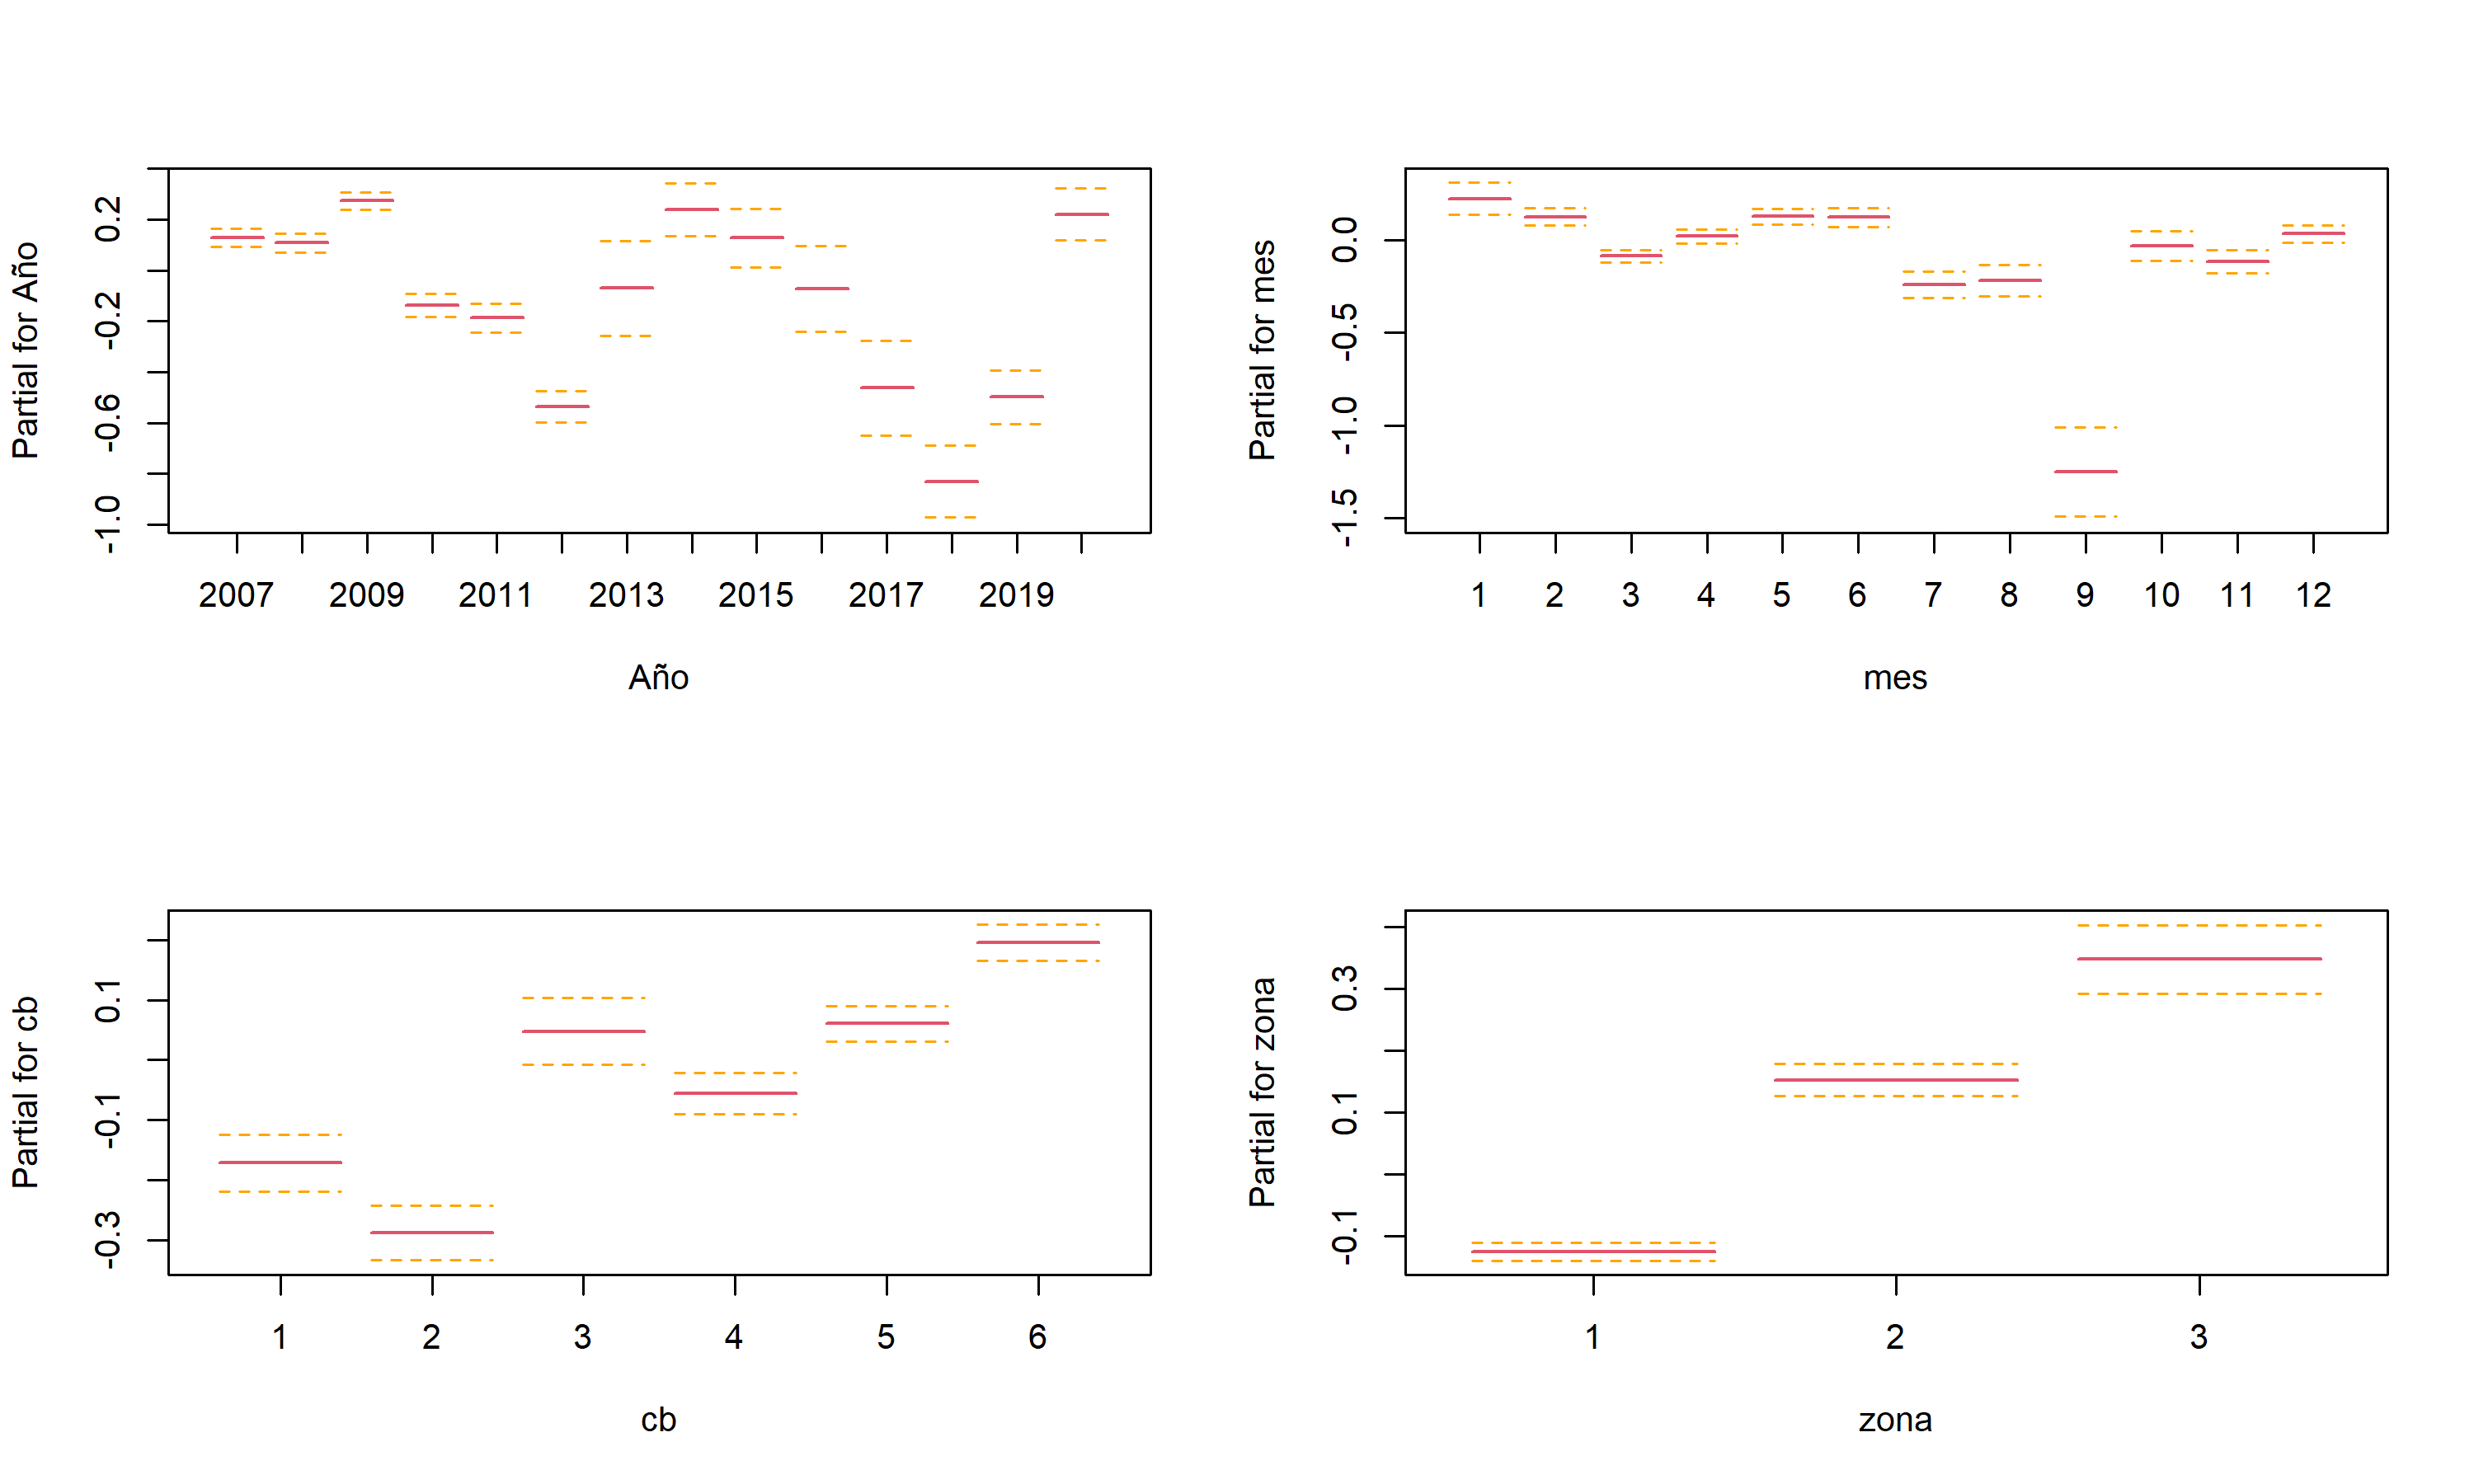 Partial for Año
0.2
-0.2
-0.6
-1.0
2007 2009 2011 2013 2015 2017 2019
Año
Partial for mes
0.0
-0.5
-1.0
-1.5
1 2 3 4 5 6 7 8 9 10 11 12
mes
Partial for cb
0.1
-0.1
-0.3
1 2 3 4 5 6
cb
Partial for zona
0.3
0.1
-0.1
1 2 3
zona